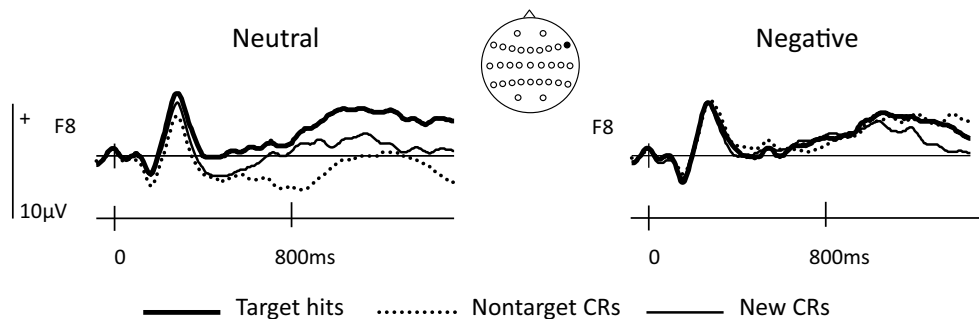 Neutral
Negative
+
F8
10µV
0
800ms
F8
0
800ms
Target hits
Nontarget CRs
New CRs